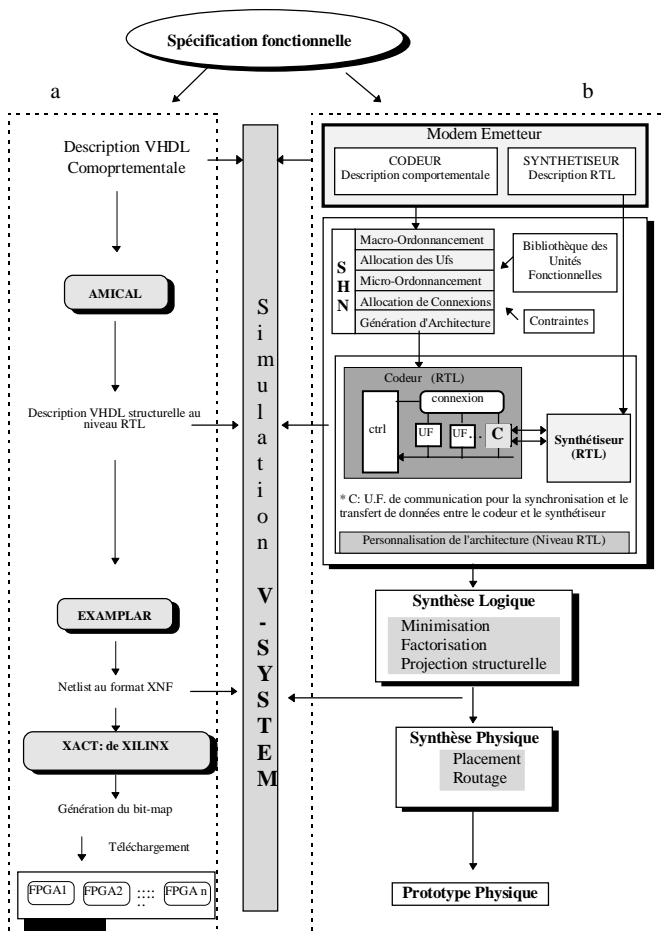 Spécification fonctionnelle
a
b
Description VHDL
Comoprtementale
AMICAL
Description VHDL structurelle au
niveau RTL
EXAMPLAR
Netlist au format XNF
XACT: de XILINX
Génération du bit-map
Téléchargement
FPGA1
FPGA2
:::: ..
FPGA n
Simulation V-SYSTEM
Modem Emetteur
CODEUR
Description comportementale
SYNTHETISEUR
Description RTL
SHN
Macro-Ordonnancement
Allocation des Ufs
Micro-Ordonnancement
Allocation de Connexions
Génération d'Architecture
Bibliothèque des
Unités
Fonctionnelles
Contraintes
Codeur (RTL)
connexion
ctrl
UF
UF
...
C
Synthétiseur
(RTL)
* C: U.F. de communication pour la synchronisation et le
transfert de données entre le codeur et le synthétiseur
Personnalisation de l'architecture (Niveau RTL)
Synthèse Logique
Minimisation
Factorisation
Projection structurelle
Synthèse Physique
Placement
Routage
Prototype Physique